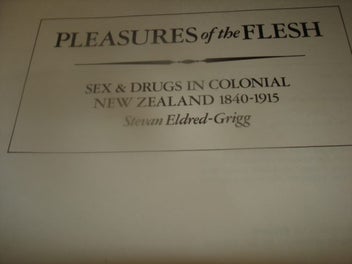 PLEASURES of the FLESH
SEX & DRUGS IN COLONIAL
NEW ZEALAND 1840-1915
Stevan Eldred-Grigg